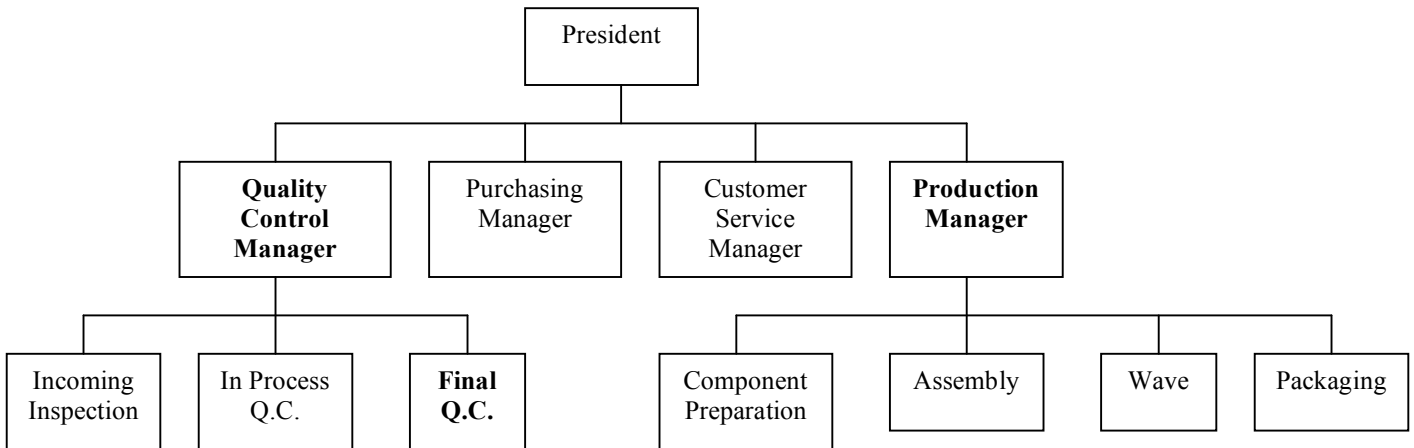 President
Quality
Control
Manager
Purchasing
Manager
Customer
Service
Manager
Production
Manager
Incoming
Inspection
In Process
Q.C.
Final
Q.C.
Component
Preparation
Assembly
Wave
Packaging